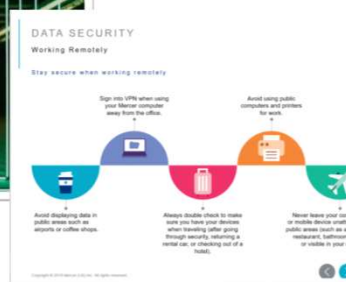 DATA SECURITY
Working Remotely
Stay secure when working remotely
Sign into VPN when using
your Mercer computer
away from the office.
Avoid using public
computers and printers
for work.
Avoid displaying data in
public areas such as
airports or coffee shops.
Always double check to make
sure you have your devices
when traveling (after going
through security, returning a
rental car, or checking out of a
hotel).
Never leave your
or mobile device
public areas (such as a
restaurant, bathroom
or visible in your